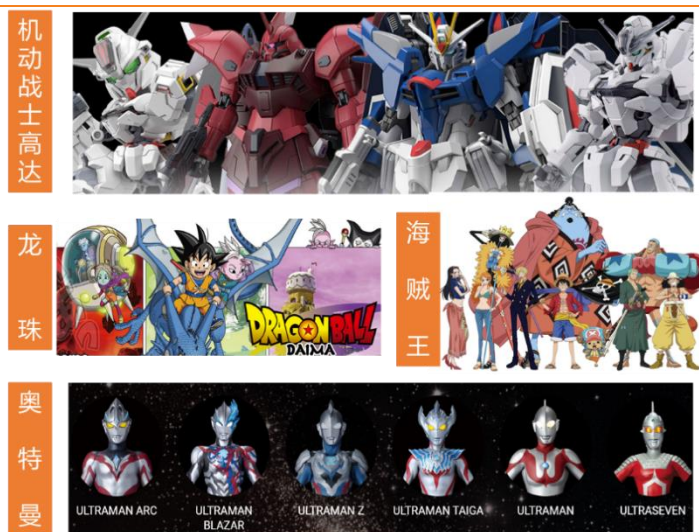 机动战士高达
龙珠
DRAGON BALL
DAIMA
海贼王
奥特曼
ULTRAMAN ARC
ULTRAMAN
BLAZAR
ULTRAMAN Z
ULTRAMAN TAIGA
ULTRAMAN
ULTRASEVEN